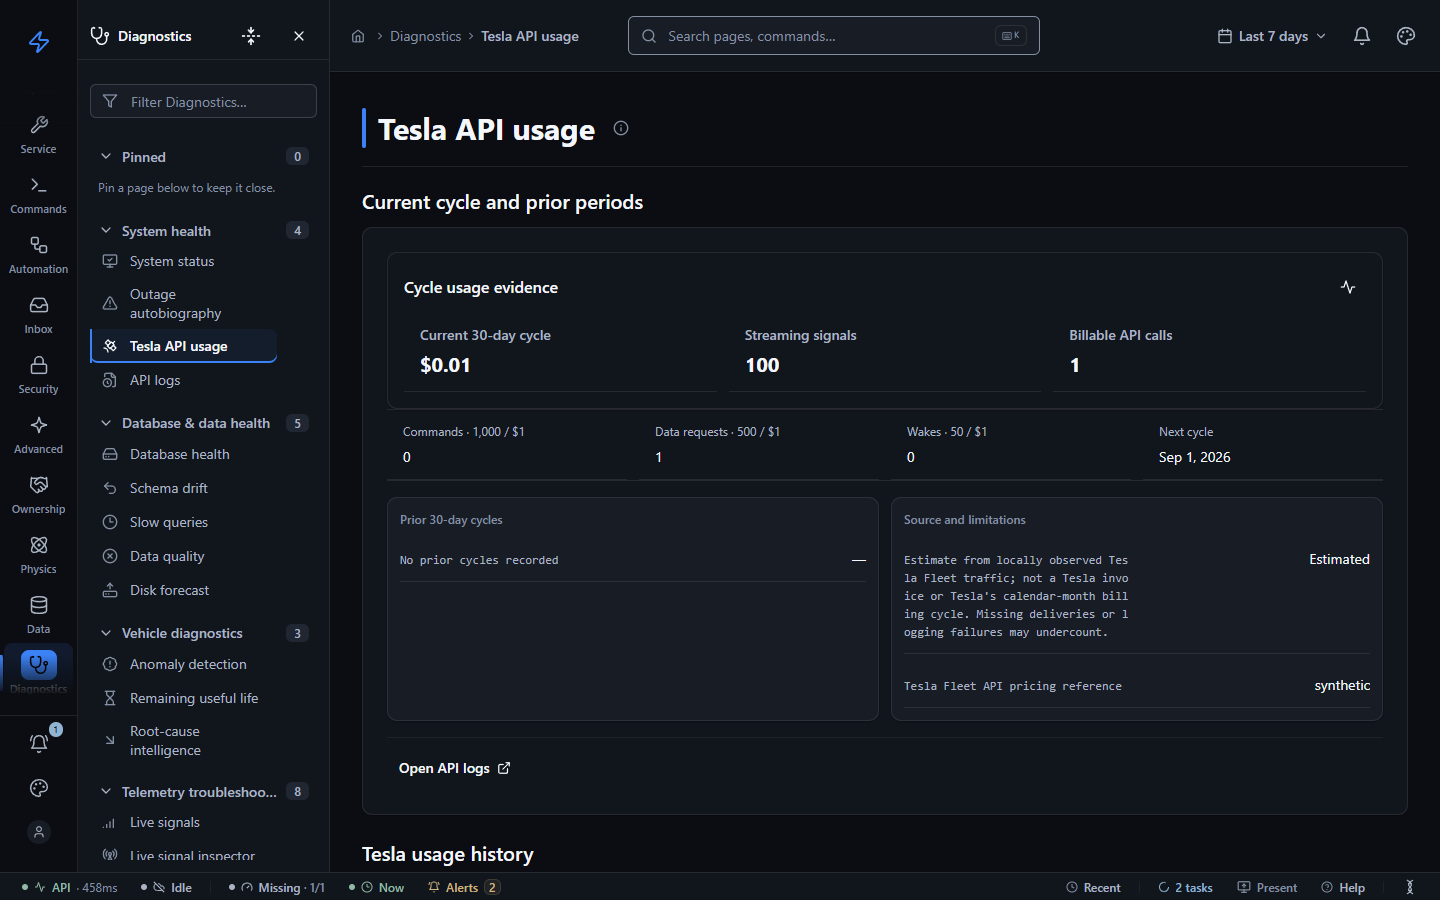 Diagnostics
Diagnostics
Tesla API usage
Search pages, commands...
K
Last 7 days
Service
Commands
Automation
Inbox
Security
Advanced
Ownership
Physics
Data
Diagnostics
1
Filter Diagnostics...
Pinned
0
Pin a page below to keep it close.
System health
4
System status
Outage
autobiography
Tesla API usage
API logs
Database & data health
5
Database health
Schema drift
Slow queries
Data quality
Disk forecast
Vehicle diagnostics
3
Anomaly detection
Remaining useful life
Root-cause
intelligence
Telemetry troubleshoo...
8
Live signals
Live signal inspector
Tesla API usage
Current cycle and prior periods
Cycle usage evidence
Current 30-day cycle
$0.01
Streaming signals
100
Billable API calls
1
Commands · 1,000 / $1
0
Data requests · 500 / $1
1
Wakes · 50 / $1
0
Next cycle
Sep 1, 2026
Prior 30-day cycles
No prior cycles recorded
—
Source and limitations
Estimate from locally observed Tes
la Fleet traffic; not a Tesla invo
ice or Tesla's calendar-month bill
ing cycle. Missing deliveries or l
ogging failures may undercount.
Estimated
Tesla Fleet API pricing reference
synthetic
Open API logs
Tesla usage history
API · 458ms
Idle
Missing · 1/1
Now
Alerts 2
Recent
2 tasks
Present
Help